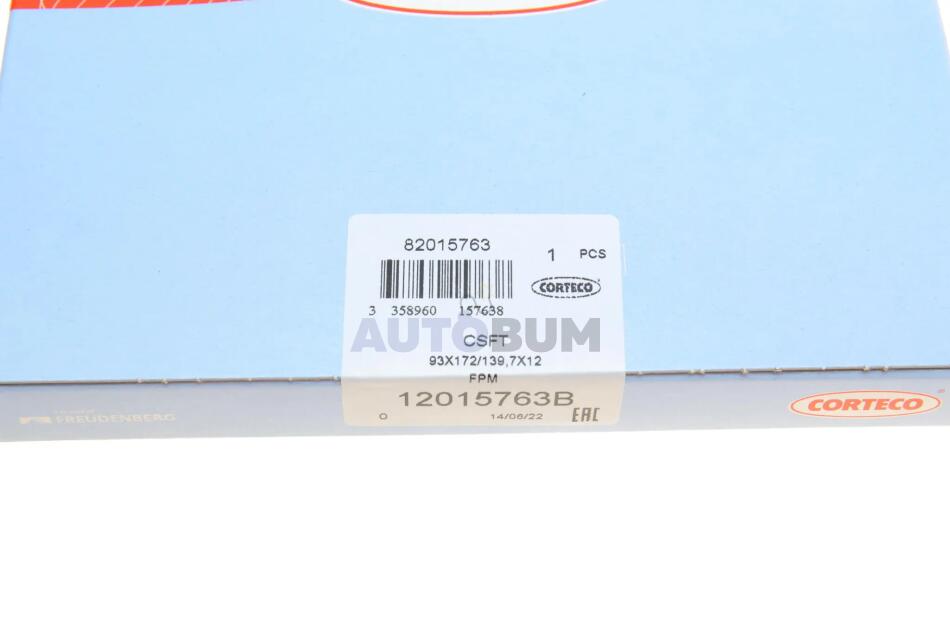 82015763
1 PCS
CORTECO
3 358960 157638
AUTOBUM
CSFT
93X172/139,7X12
FPM
12015763B
O 14/06/22 EAC
FREUDENBERG
CORTECO